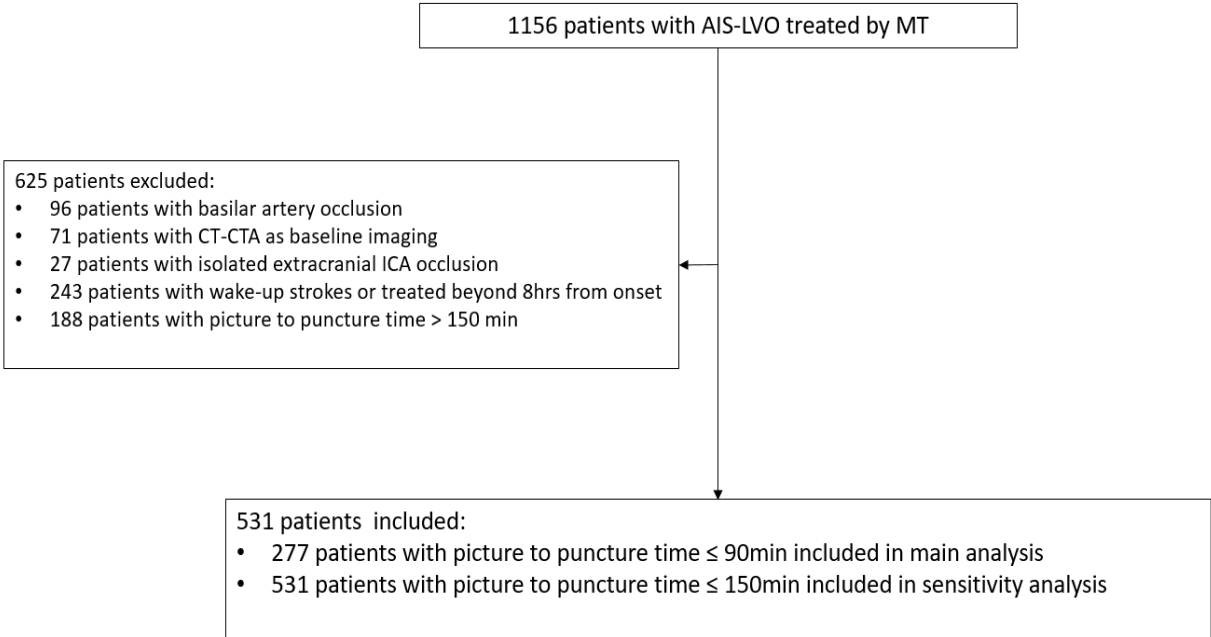 1156 patients with AIS-LVO treated by MT
625 patients excluded:
• 96 patients with basilar artery occlusion
• 71 patients with CT-CTA as baseline imaging
• 27 patients with isolated extracranial ICA occlusion
• 243 patients with wake-up strokes or treated beyond 8hrs from onset
• 188 patients with picture to puncture time > 150 min
531 patients included:
• 277 patients with picture to puncture time ≤ 90min included in main analysis
• 531 patients with picture to puncture time ≤ 150min included in sensitivity analysis